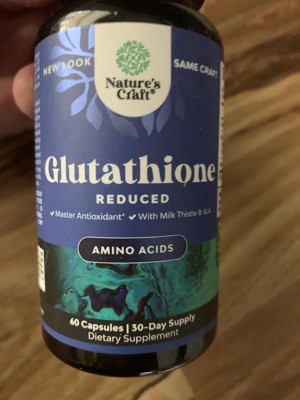 NEW LOOK
SAME CRAFT
Nature's
Craft®
Glutathione
REDUCED
✓Master Antioxidant* ✓With Milk Thistle & ALA
AMINO ACIDS
60 Capsules | 30-Day Supply
Dietary Supplement